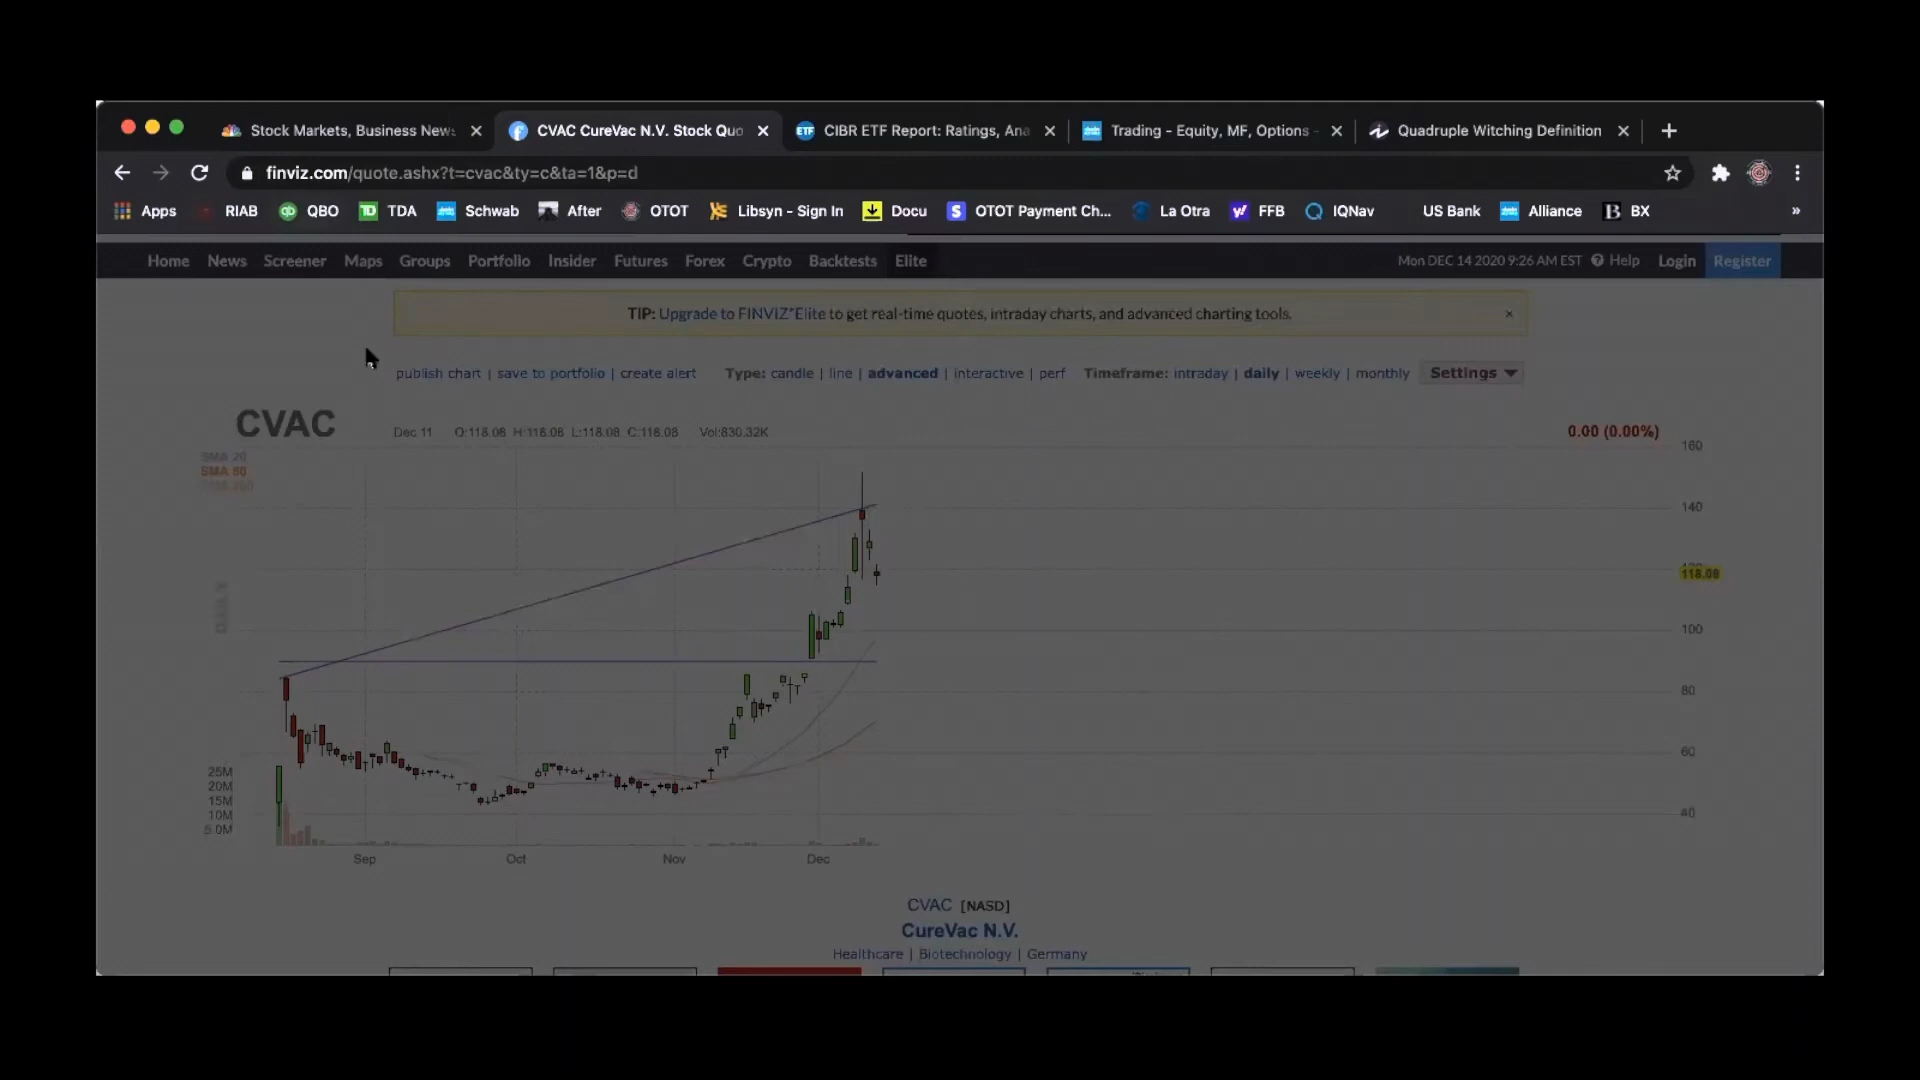 Stock Markets, Business News
CVAC CureVac N.V. Stock Quo
CIBR ETF Report: Ratings, Ana
Trading - Equity, MF, Options -
Quadruple Witching Definition
finviz.com/quote.ashx?t=cvac&ty=c&ta=1&p=d
Apps RIAB QBO TDA Schwab After OTOT Libsyn - Sign In Docu OTOT Payment Ch... La Otra FFB IQNav US Bank Alliance BX »
Home News Screener Maps Groups Portfolio Insider Futures Forex Crypto Backtests Elite Mon DEC 14 2020 9:26 AM EST Help Login Register
TIP: Upgrade to FINVIZ*Elite to get real-time quotes, intraday charts, and advanced charting tools. ×
publish chart | save to portfolio | create alert Type: candle | line | advanced | interactive | perf Timeframe: intraday | daily | weekly | monthly Settings
CVAC Dec 11 O:118.08 H:118.08 L:118.08 C:118.08 Vol:830.32K 0.00 (0.00%)
SMA 20
SMA 50
160
140
118.08
100
80
60
40
25M
20M
15M
10M
5.0M
Sep Oct Nov Dec
CVAC [NASD]
CureVac N.V.
Healthcare | Biotechnology | Germany